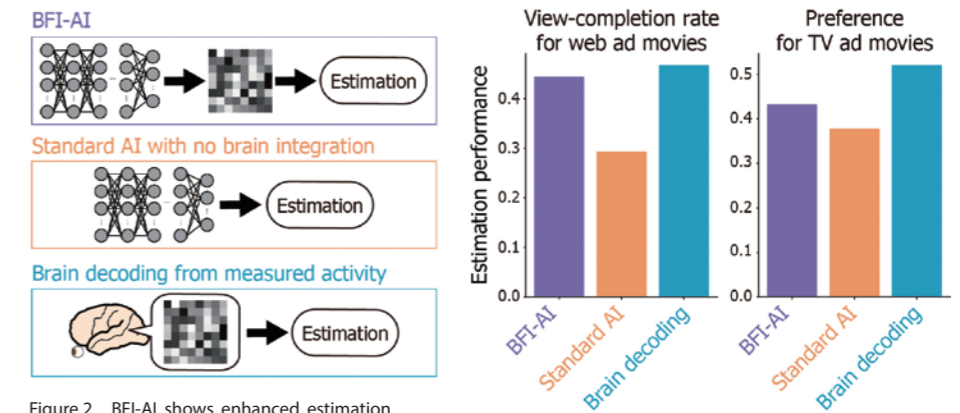 BFI-AI
Estimation
Standard AI with no brain integration
Estimation
Brain decoding from measured activity
Estimation
Figure 2 BFI-AI shows enhanced estimation
View-completion rate
for web ad movies
Estimation performance
0.4
0.3
0.2
0.1
0.0
BFI-AI
Standard AI
Brain decoding
Preference
for TV ad movies
0.5
0.4
0.3
0.2
0.1
0.0
BFI-AI
Standard AI
Brain decoding